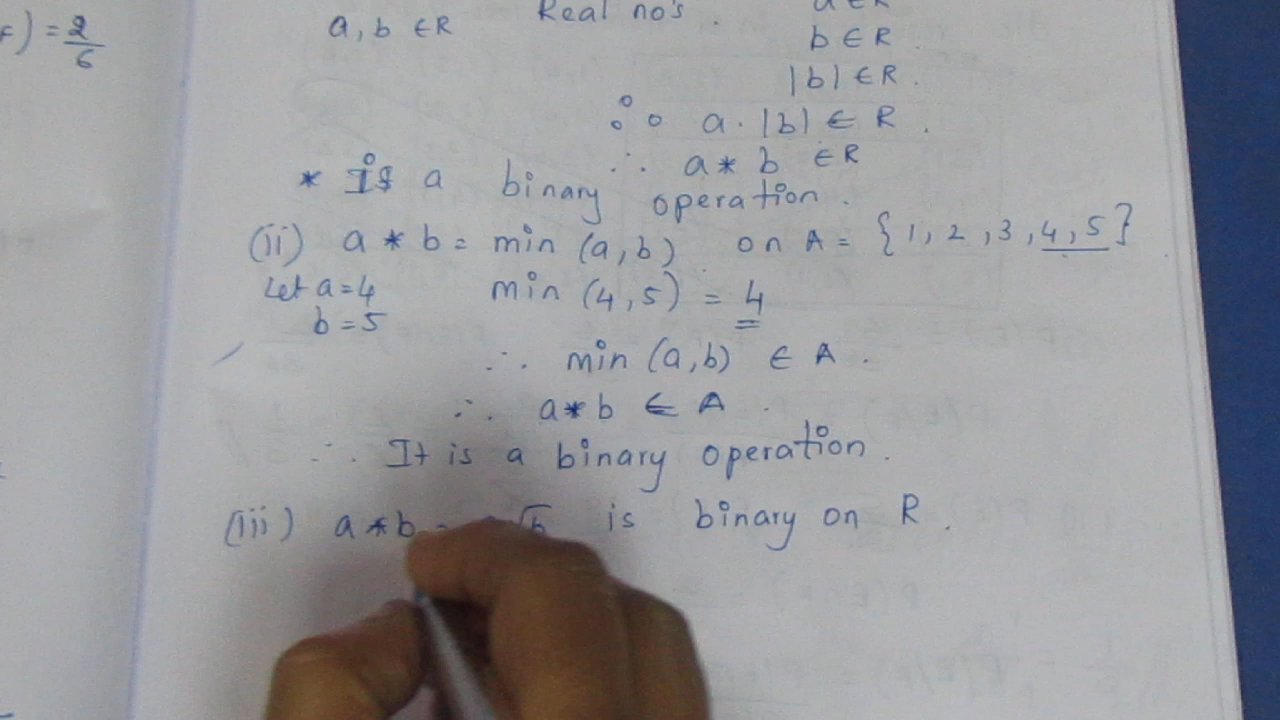 ) = 2/6
a, b ∈ R Real no's .
a ∈ R
b ∈ R .
|b| ∈ R .
∴ a . |b| ∈ R .
∴ a * b ∈ R
* is a binary operation .
(ii) a * b = min (a, b) on A = {1, 2, 3, 4, 5}
Let a = 4 min (4, 5) = 4
b = 5
∴ min (a, b) ∈ A .
∴ a * b ∈ A .
∴ It is a binary operation .
(iii) a * b √b is binary on R .